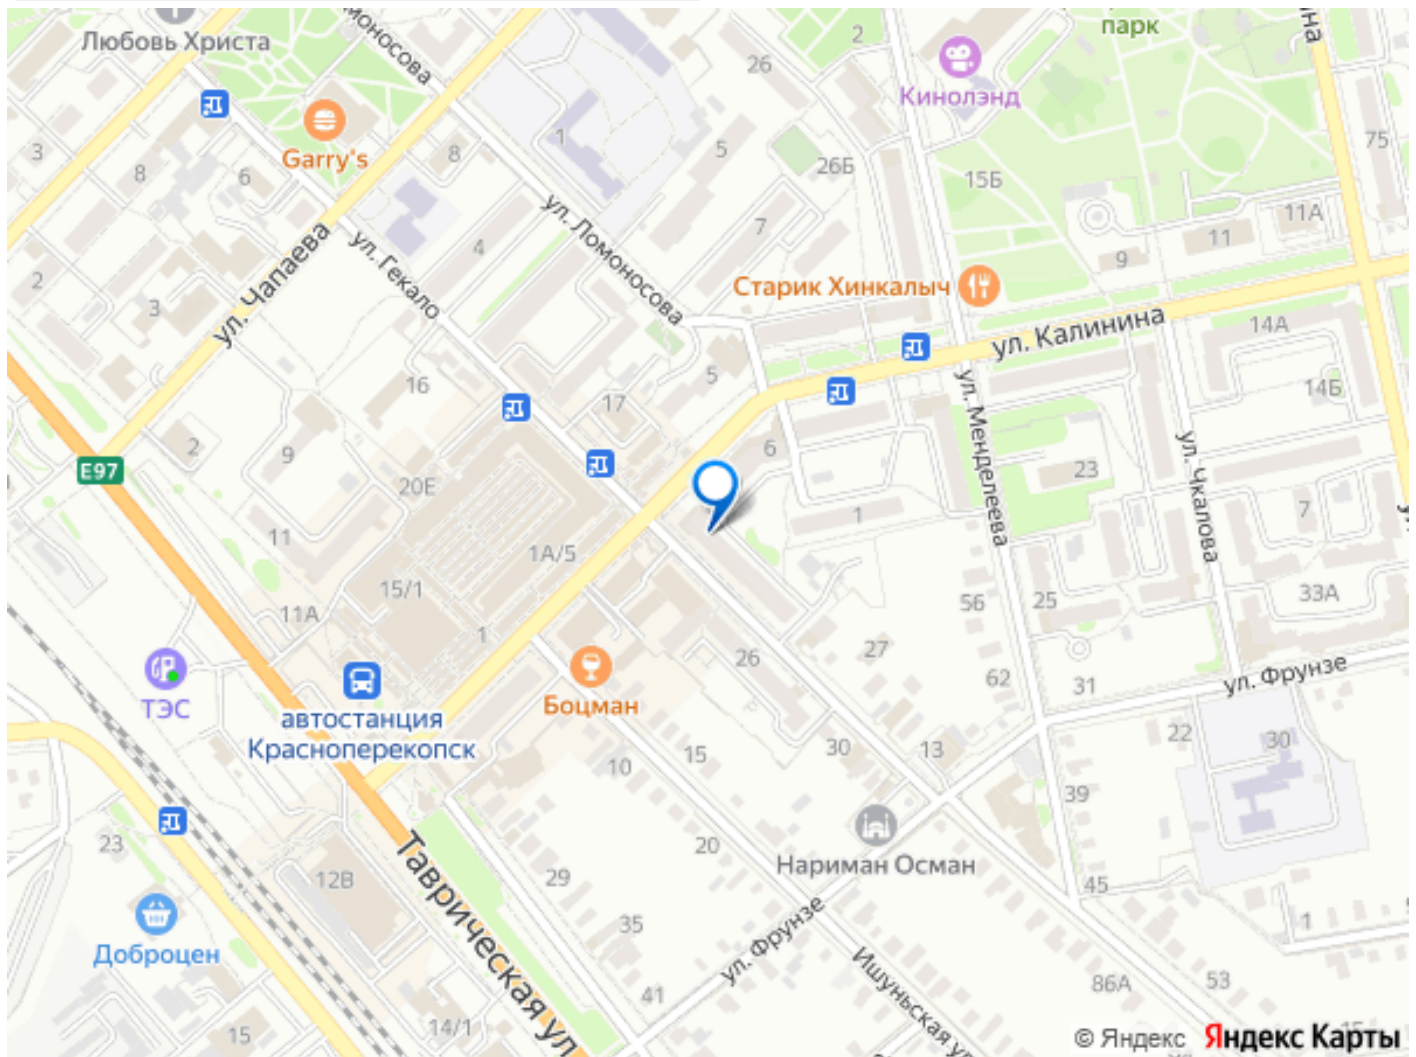 Любовь Христа
моносова
2
26
парк
Кинолэнд
75
3
8
6
Garry's
8
1
5
26Б
15Б
11А
11
9
ул. Чапаева
ул. Гекало
4
ул. Ломоносова
7
Старик Хинкалыч
2
3
ул. Калинина
14А
16
17
5
14Б
ул. Менделеева
ул. Чкалова
E97
2
9
20Е
6
23
7
11
1А/5
1
15/1
11А
1
56
25
33А
27
26
62
31
ул. Фрунзе
ТЭС
автостанция
Красноперекопск
Боцман
15
10
30
13
22
30
39
Нариман Осман
20
23
12В
29
35
45
1
Доброцен
Таврическая ул.
ул. Фрунзе
Ишуньская ул.
86А
53
41
15
14/1
© Яндекс Яндекс Карты